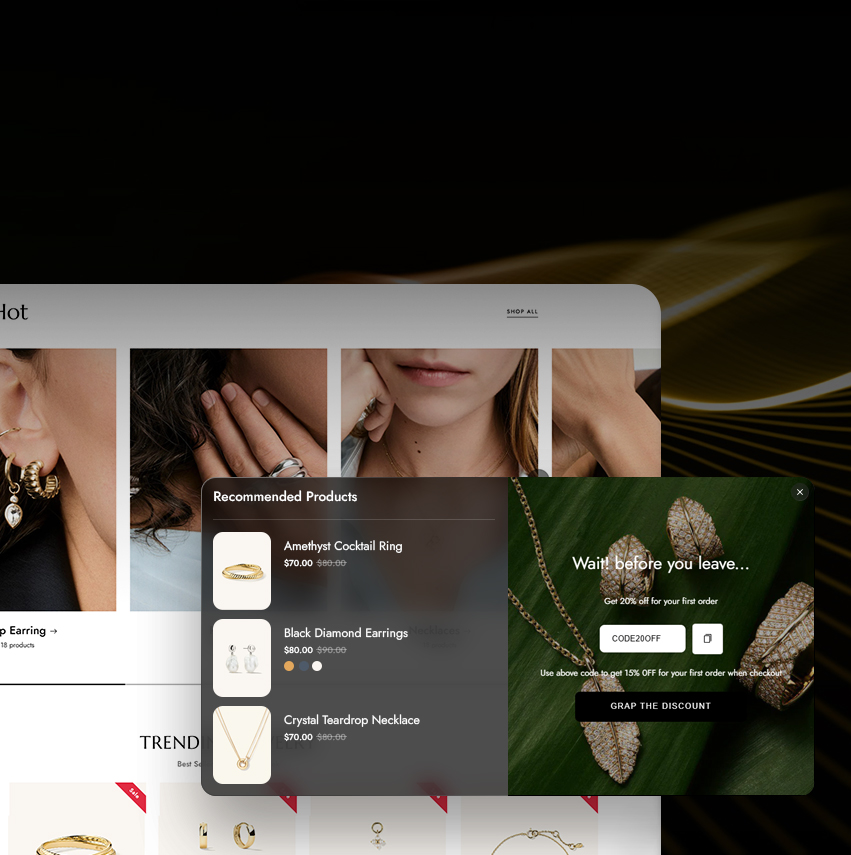 Hot
SHOP ALL
Recommended Products
Amethyst Cocktail Ring
$70.00 $80.00
Black Diamond Earrings
$80.00 $90.00
Crystal Teardrop Necklace
$70.00 $80.00
Wait! before you leave...
Get 20% off for your first order
CODE20OFF
Use above code to get 15% OFF for your first order when checkout
GRAP THE DISCOUNT
p Earring →
18 products
TREND
Best Se
Sale